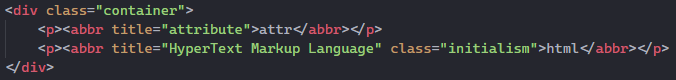 <div class="container">
    <p><abbr title="attribute">attr</abbr></p>
    <p><abbr title="HyperText Markup Language" class="initialism">html</abbr></p>
</div>